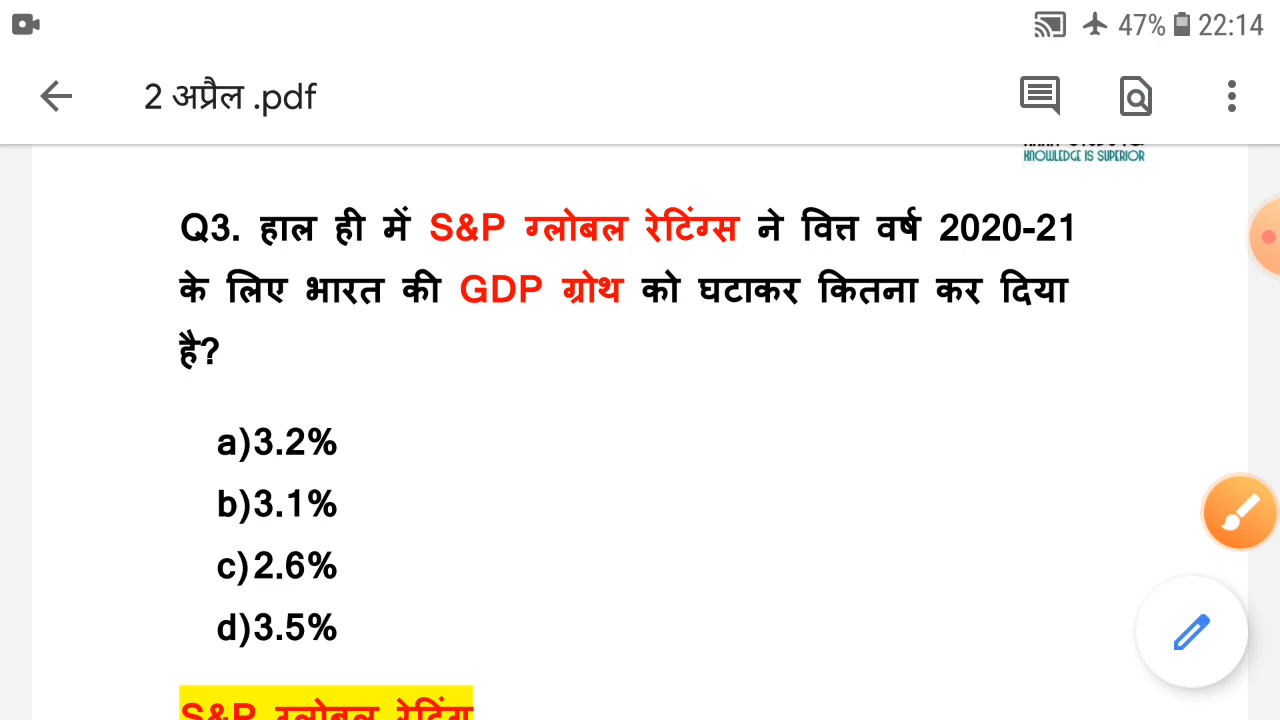 47% 22:14
2 अप्रैल .pdf
KNOWLEDGE IS SUPERIOR
Q3. हाल ही में S&P ग्लोबल रेटिंग्स ने वित्त वर्ष 2020-21
के लिए भारत की GDP ग्रोथ को घटाकर कितना कर दिया
है?
a)3.2%
b)3.1%
c)2.6%
d)3.5%
S&P ग्लोबल रेटिंग